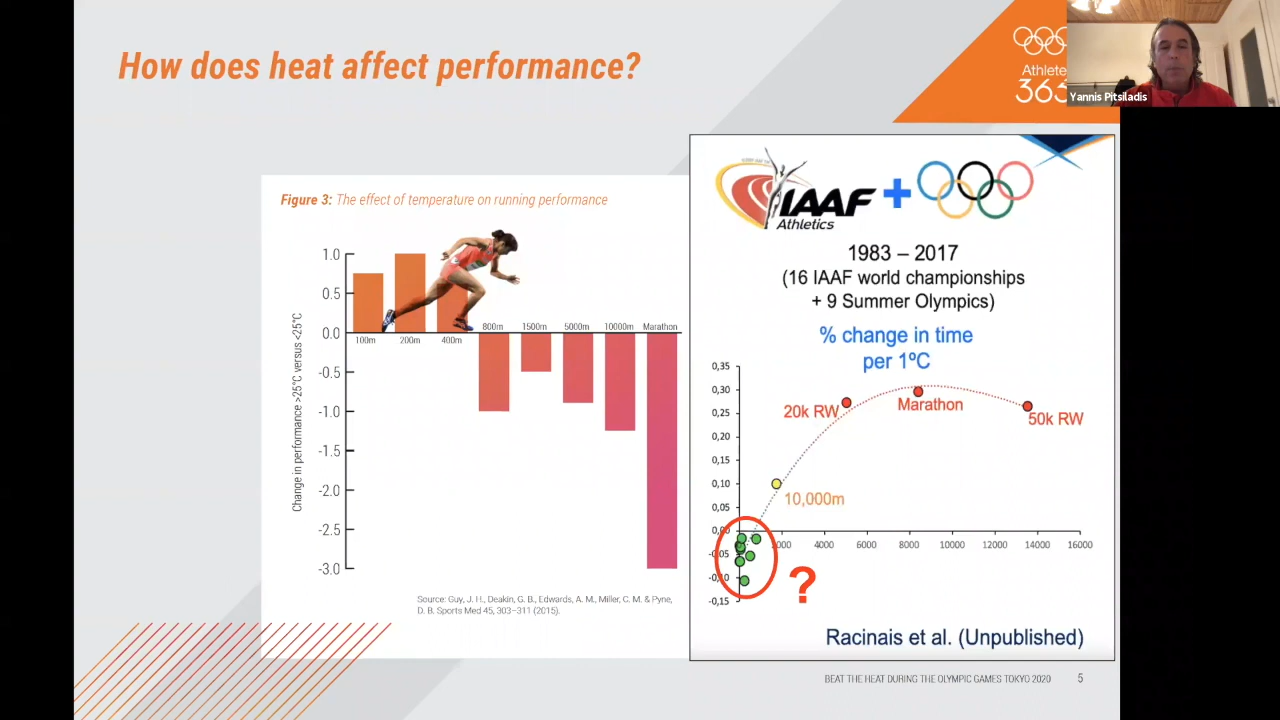 How does heat affect performance?
Athlete
365
Yannis Pitsiladis
Figure 3: The effect of temperature on running performance
Change in performance >25°C versus <25°C
1.0
0.5
0.0
-0.5
-1.0
-1.5
-2.0
-2.5
-3.0
100m
200m
400m
800m
1500m
5000m
10000m
Marathon
Source: Guy, J. H., Deakin, G. B., Edwards, A. M., Miller, C. M. & Pyne,
D. B. Sports Med 45, 303–311 (2015).
IAAF
Athletics
+
1983 – 2017
(16 IAAF world championships
+ 9 Summer Olympics)
% change in time
per 1ºC
0,35
0,30
0,25
0,20
0,15
0,10
0,05
0,00
-0,05
-0,10
-0,15
2000
4000
6000
8000
10000
12000
14000
16000
20k RW
Marathon
50k RW
10,000m
?
Racinais et al. (Unpublished)
BEAT THE HEAT DURING THE OLYMPIC GAMES TOKYO 2020
5